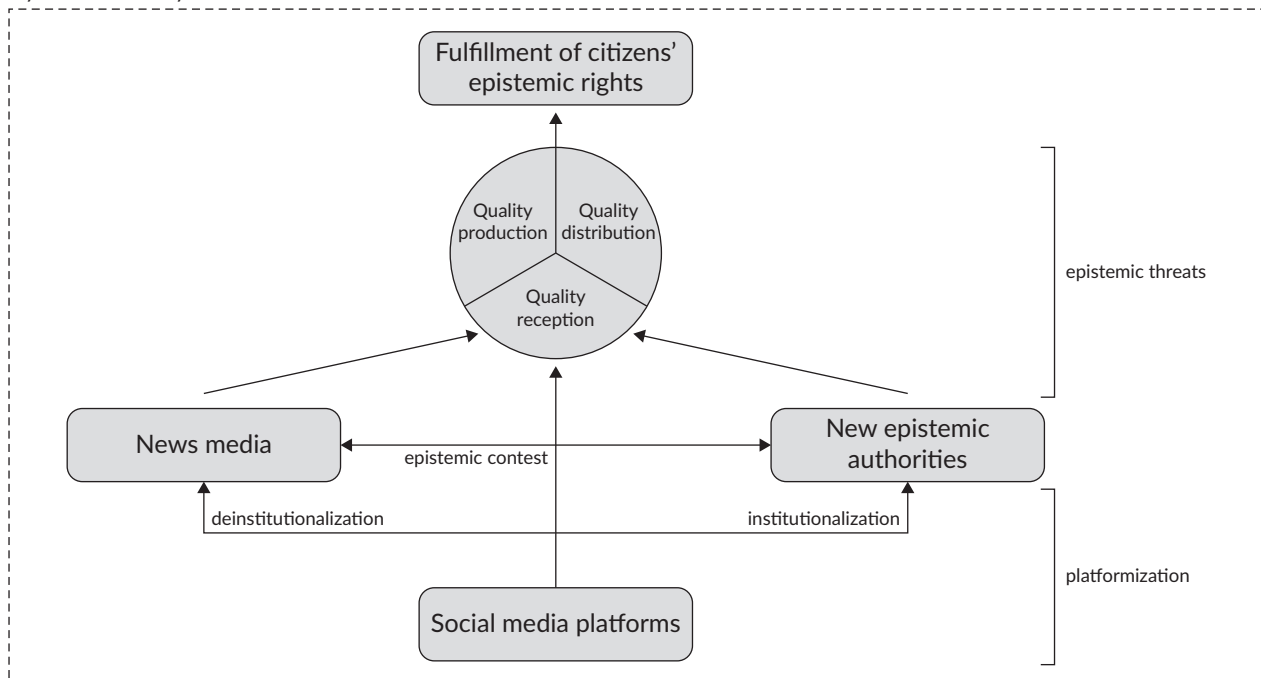 Fulfillment of citizens’
epistemic rights
Quality
production
Quality
distribution
Quality
reception
epistemic threats
News media
New epistemic
authorities
epistemic contest
deinstitutionalization
institutionalization
platformization
Social media platforms